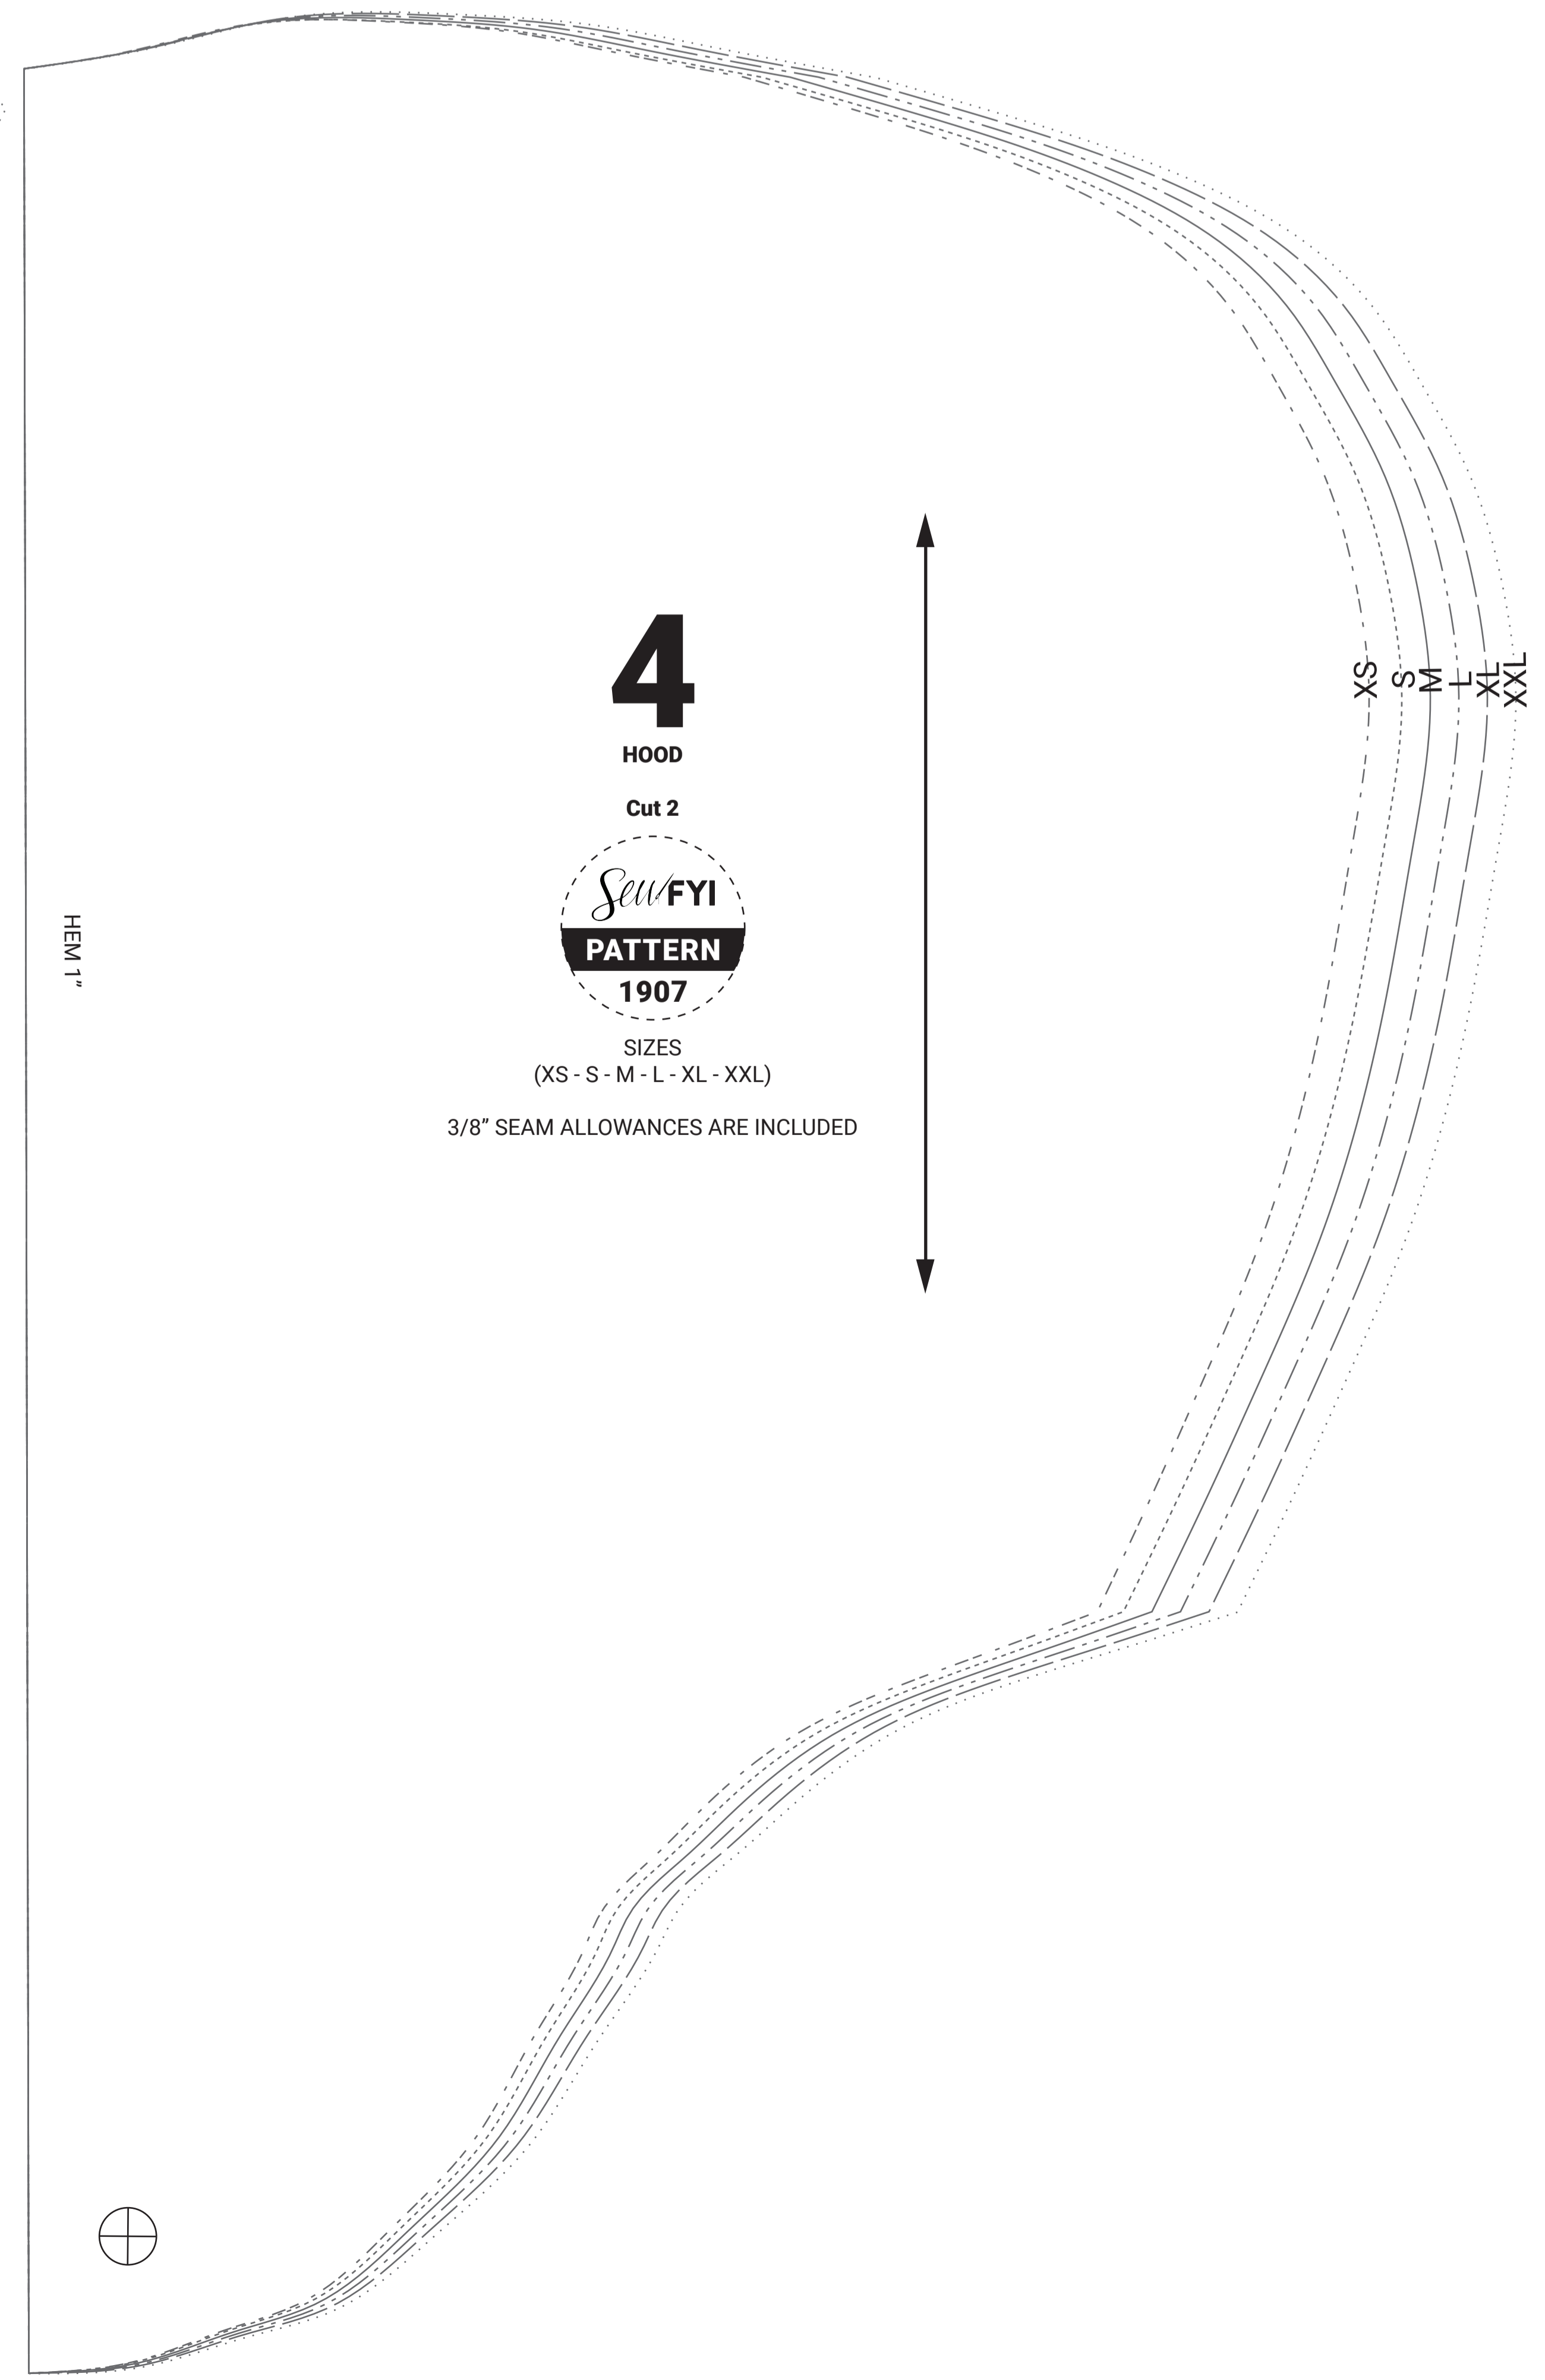 4
HOOD
Cut 2
Sew FYI
PATTERN
1907
SIZES
(XS - S - M - L - XL - XXL)
3/8” SEAM ALLOWANCES ARE INCLUDED
HEM 1”
XS
S
M
L
XL
XXL